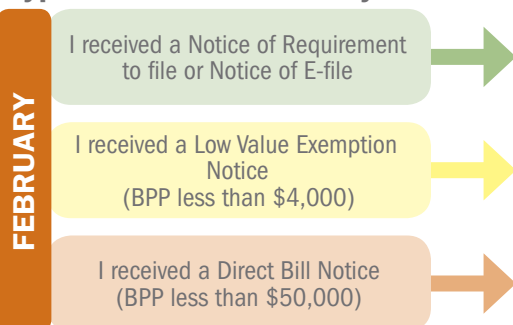 FEBRUARY
I received a Notice of Requirement
to file or Notice of E-file
I received a Low Value Exemption
Notice
(BPP less than $4,000)
I received a Direct Bill Notice
(BPP less than $50,000)